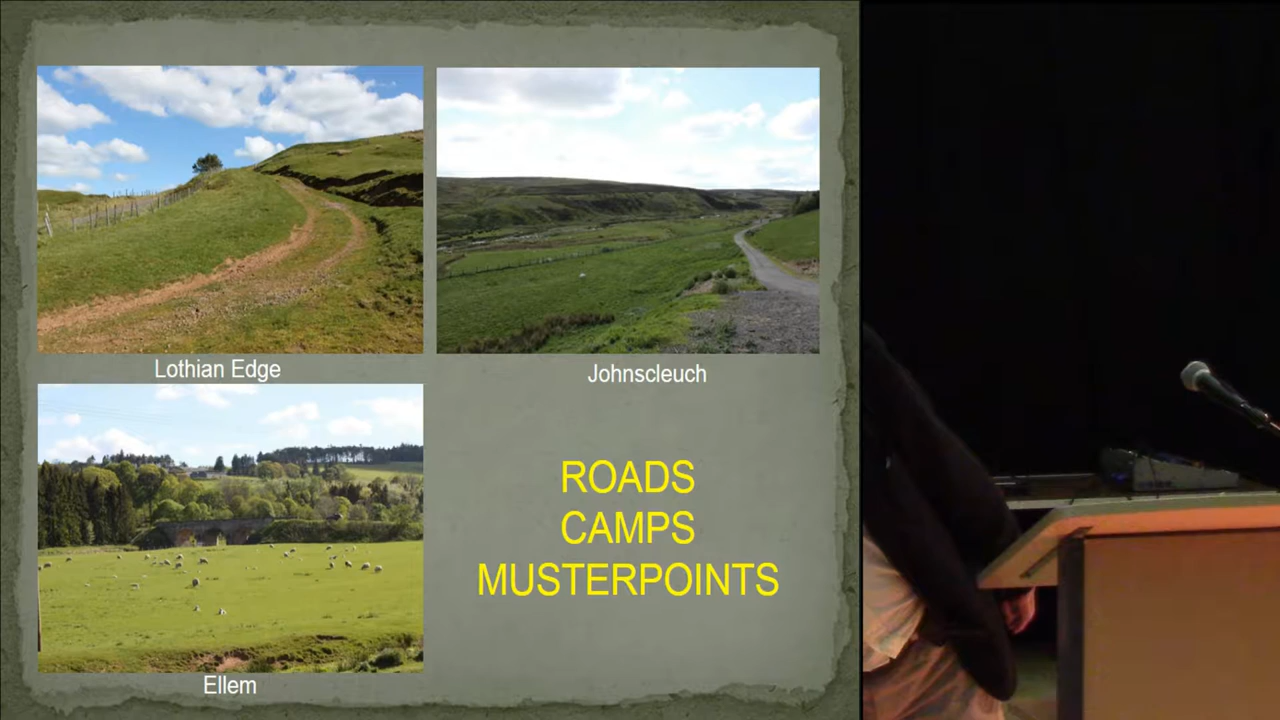 Lothian Edge
Johnscleuch
ROADS
CAMPS
MUSTERPOINTS
Ellem